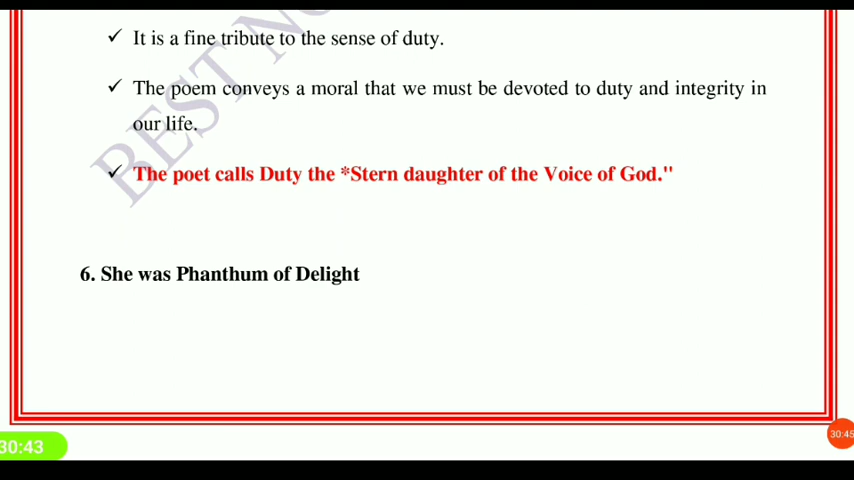 ✓ It is a fine tribute to the sense of duty.
✓ The poem conveys a moral that we must be devoted to duty and integrity in
our life.
✓ The poet calls Duty the *Stern daughter of the Voice of God."
6. She was Phanthum of Delight
BEST NO
30:43
30:45